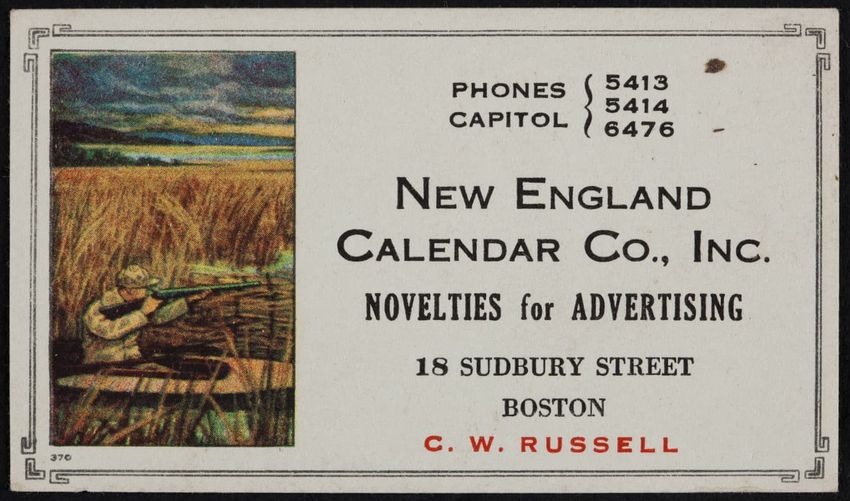 PHONES CAPITOL { 5413
5414
6476
NEW ENGLAND
CALENDAR CO., INC.
NOVELTIES for ADVERTISING
18 SUDBURY STREET
BOSTON
C. W. RUSSELL
370